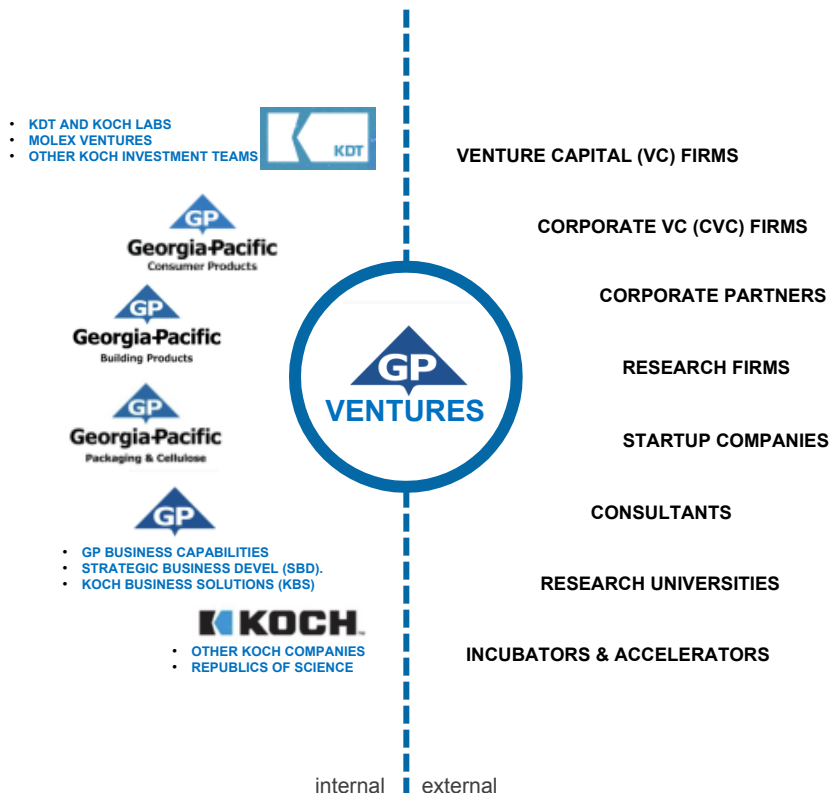 • KDT AND KOCH LABS
• MOLEX VENTURES
• OTHER KOCH INVESTMENT TEAMS
KDT
GP
Georgia-Pacific
Consumer Products
GP
Georgia-Pacific
Building Products
GP
Georgia-Pacific
Packaging & Cellulose
GP
• GP BUSINESS CAPABILITIES
• STRATEGIC BUSINESS DEVEL (SBD).
• KOCH BUSINESS SOLUTIONS (KBS)
KOCH™
• OTHER KOCH COMPANIES
• REPUBLICS OF SCIENCE
GP
VENTURES
VENTURE CAPITAL (VC) FIRMS
CORPORATE VC (CVC) FIRMS
CORPORATE PARTNERS
RESEARCH FIRMS
STARTUP COMPANIES
CONSULTANTS
RESEARCH UNIVERSITIES
INCUBATORS & ACCELERATORS
internal
external